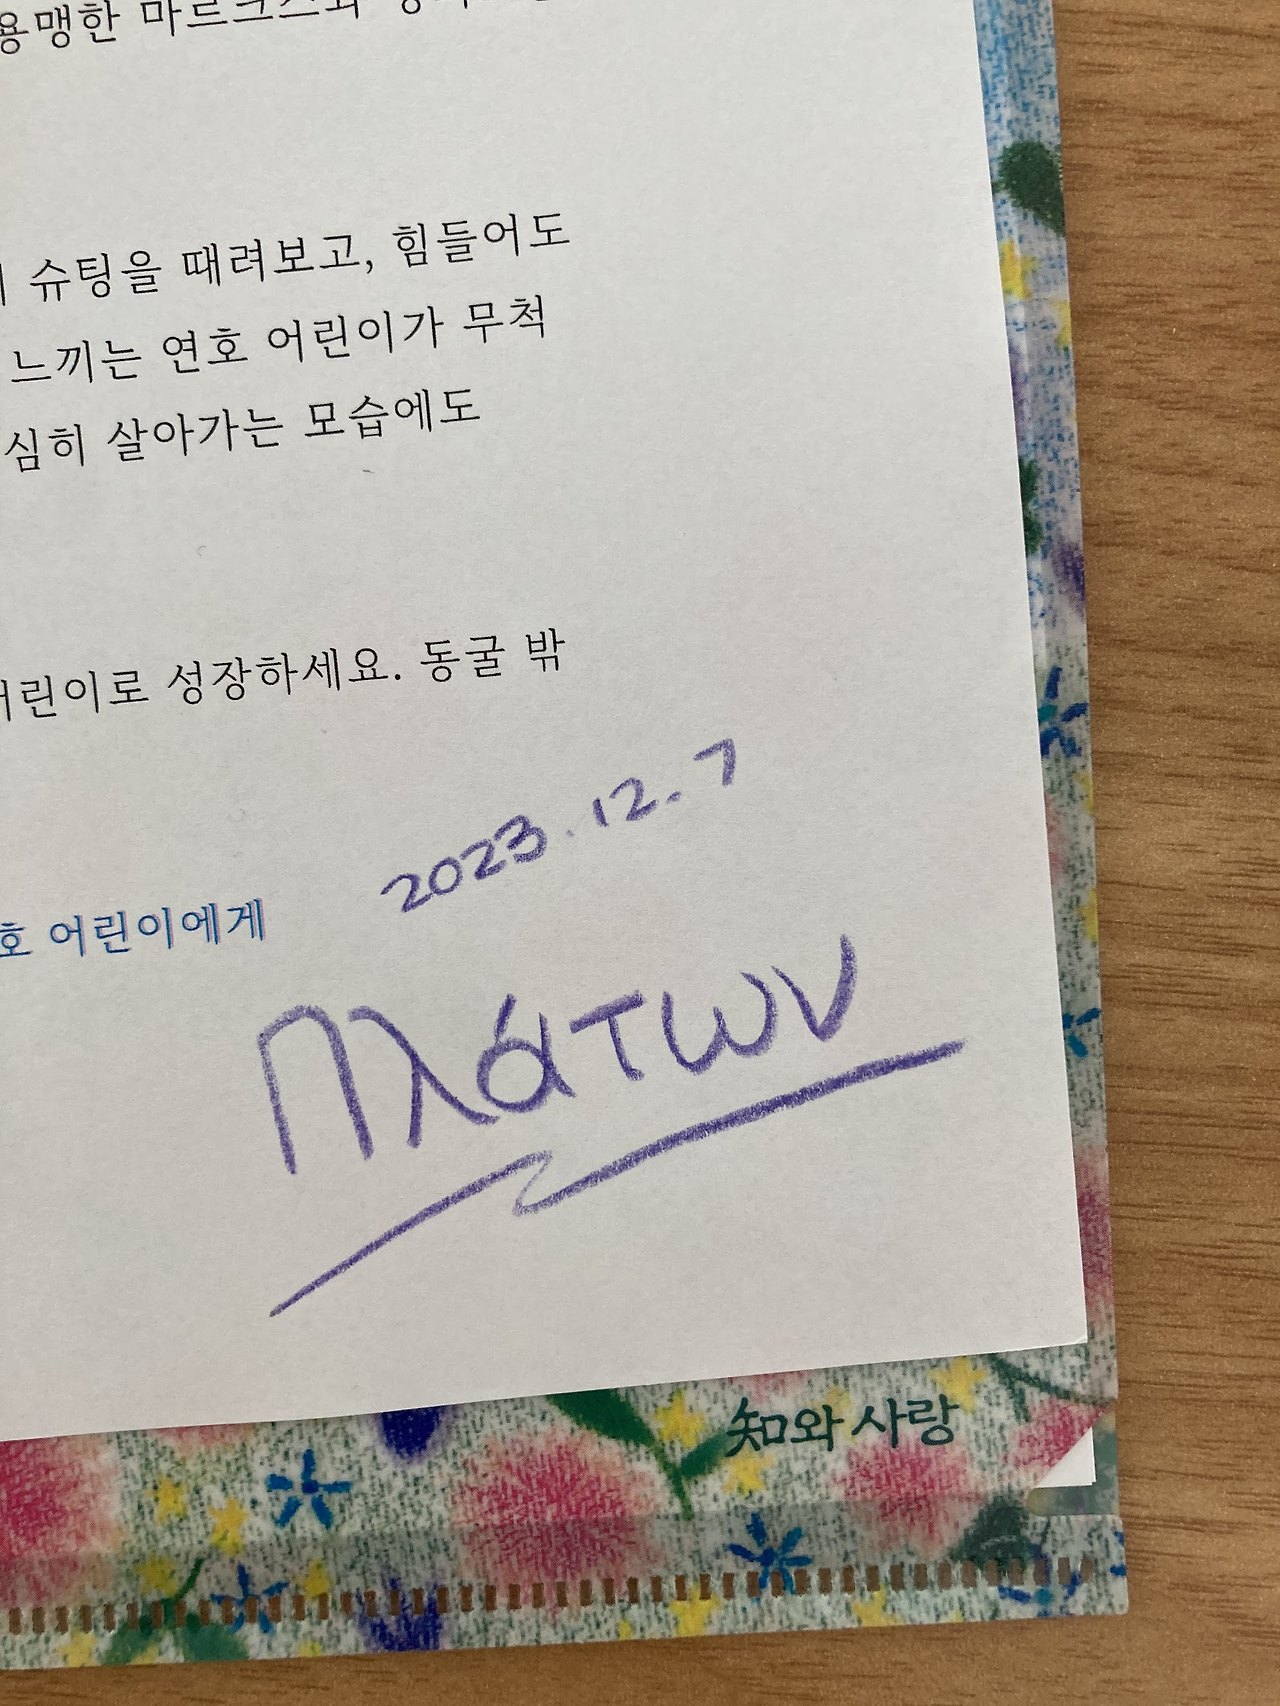 용맹한 마르크스와
슈팅을 때려보고, 힘들어도
느끼는 연호 어린이가 무척
심히 살아가는 모습에도
어린이로 성장하세요. 동굴 밖
2023.12.7
호 어린이에게
Πλάτων
知와 사랑